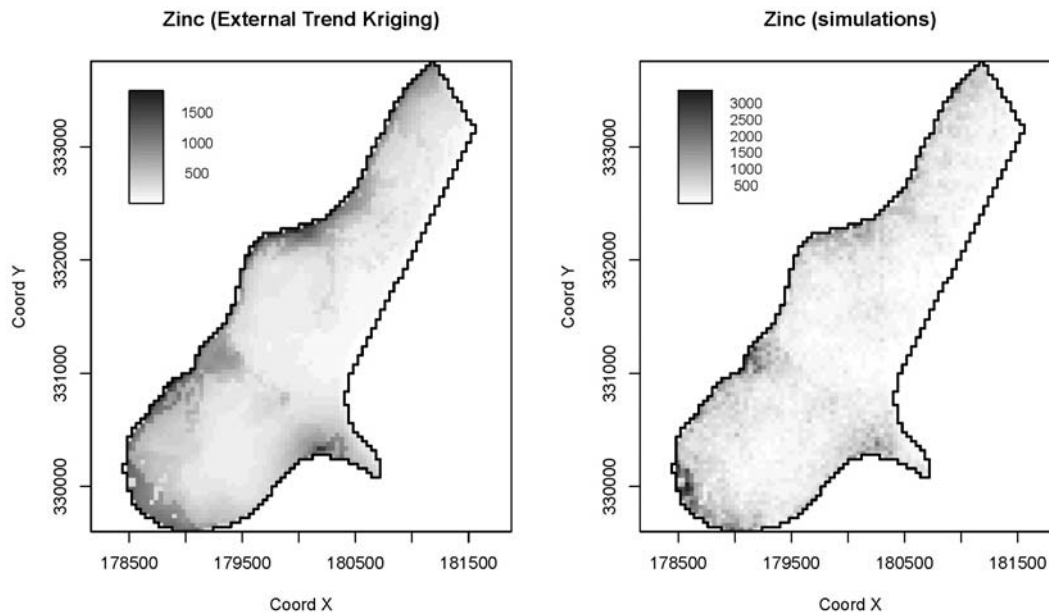 Zinc (External Trend Kriging)
1500
1000
500
Coord Y
333000
332000
331000
330000
178500 179500 180500 181500
Coord X
Zinc (simulations)
3000
2500
2000
1500
1000
500
Coord Y
333000
332000
331000
330000
178500 179500 180500 181500
Coord X